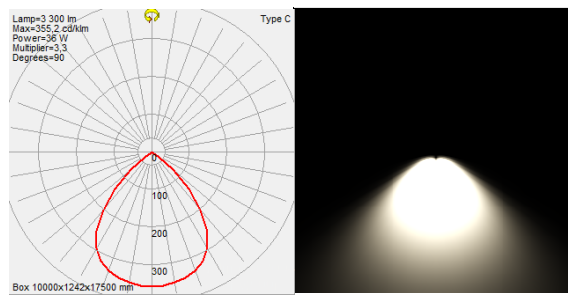 Lamp=3 300 lm
Type C
Max=355,2 cd/klm
Power=36 W
Multiplier=3,3
Degrées=90
0
100
200
300
Box 10000x1242x17500 mm